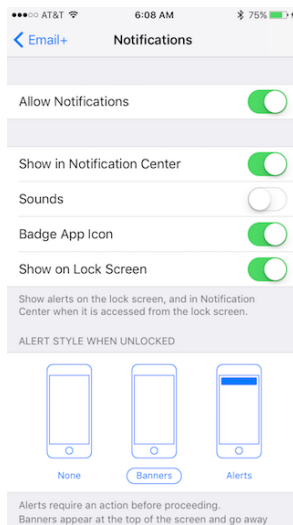 AT&T 6:08 AM 75%
Email+ Notifications
Allow Notifications
Show in Notification Center
Sounds
Badge App Icon
Show on Lock Screen
Show alerts on the lock screen, and in Notification
Center when it is accessed from the lock screen.
ALERT STYLE WHEN UNLOCKED
None Banners Alerts
Alerts require an action before proceeding.
Banners appear at the top of the screen and go away